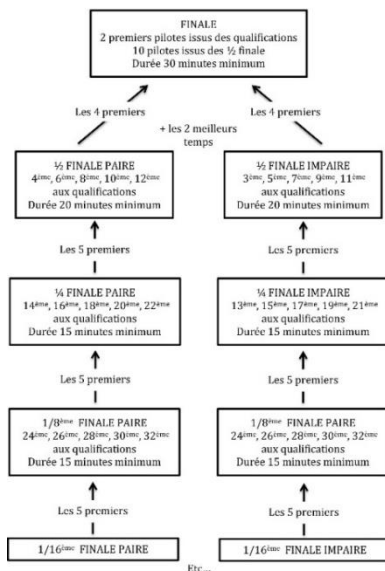 FINALE
2 premiers pilotes issus des qualifications
10 pilotes issus des ½ finale
Durée 30 minutes minimum
Les 4 premiers
Les 4 premiers
+ les 2 meilleurs
temps
½ FINALE PAIRE
4ème, 6ème, 8ème, 10ème, 12ème
aux qualifications
Durée 20 minutes minimum
½ FINALE IMPAIRE
3ème, 5ème, 7ème, 9ème, 11ème
aux qualifications
Durée 20 minutes minimum
Les 5 premiers
Les 5 premiers
¼ FINALE PAIRE
14ème, 16ème, 18ème, 20ème, 22ème
aux qualifications
Durée 15 minutes minimum
¼ FINALE IMPAIRE
13ème, 15ème, 17ème, 19ème, 21ème
aux qualifications
Durée 15 minutes minimum
Les 5 premiers
Les 5 premiers
1/8ème FINALE PAIRE
24ème, 26ème, 28ème, 30ème, 32ème
aux qualifications
Durée 15 minutes minimum
1/8ème FINALE PAIRE
24ème, 26ème, 28ème, 30ème, 32ème
aux qualifications
Durée 15 minutes minimum
Les 5 premiers
Les 5 premiers
1/16ème FINALE PAIRE
1/16ème FINALE IMPAIRE
Etc...